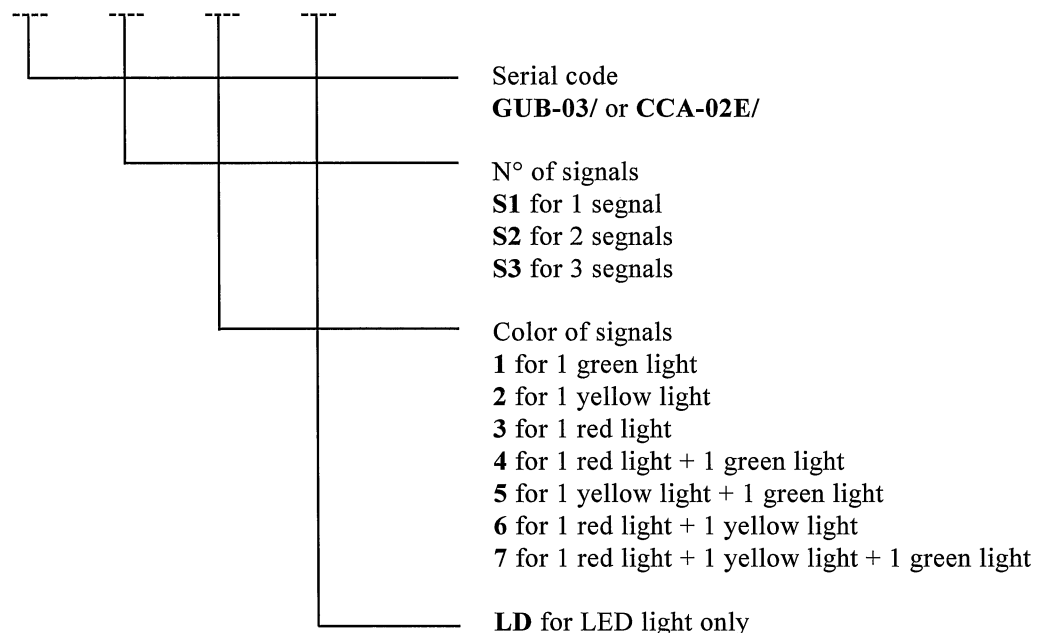 Serial code
GUB-03/ or CCA-02E/
N° of signals
S1 for 1 segnal
S2 for 2 segnals
S3 for 3 segnals
Color of signals
1 for 1 green light
2 for 1 yellow light
3 for 1 red light
4 for 1 red light + 1 green light
5 for 1 yellow light + 1 green light
6 for 1 red light + 1 yellow light
7 for 1 red light + 1 yellow light + 1 green light
LD for LED light only